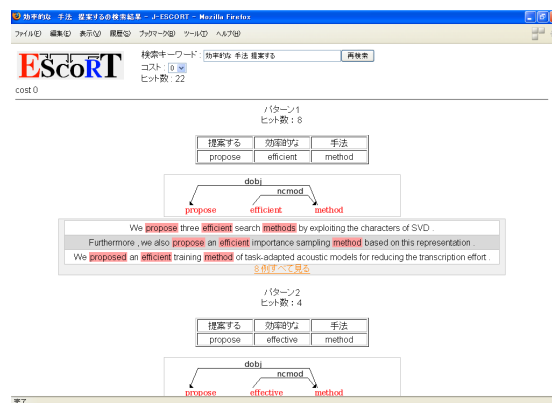 効率的な 手法 提案するの検索結果 - J-ESCORT - Mozilla Firefox
ファイル(F) 編集(E) 表示(V) 履歴(S) ブックマーク(B) ツール(T) ヘルプ(H)
EScoRT
検索キーワード: 効率的な 手法 提案する 再検索
コスト: 0
ヒット数: 22
cost 0
パターン1
ヒット数: 8
提案する 効率的な 手法
propose efficient method
dobj
ncmod
propose efficient method
We propose three efficient search methods by exploiting the characters of SVD .
Furthermore , we also propose an efficient importance sampling method based on this representation .
We proposed an efficient training method of task-adapted acoustic models for reducing the transcription effort .
8例すべて見る
パターン2
ヒット数: 4
提案する 効率的な 手法
propose effective method
dobj
ncmod
propose effective method
完了